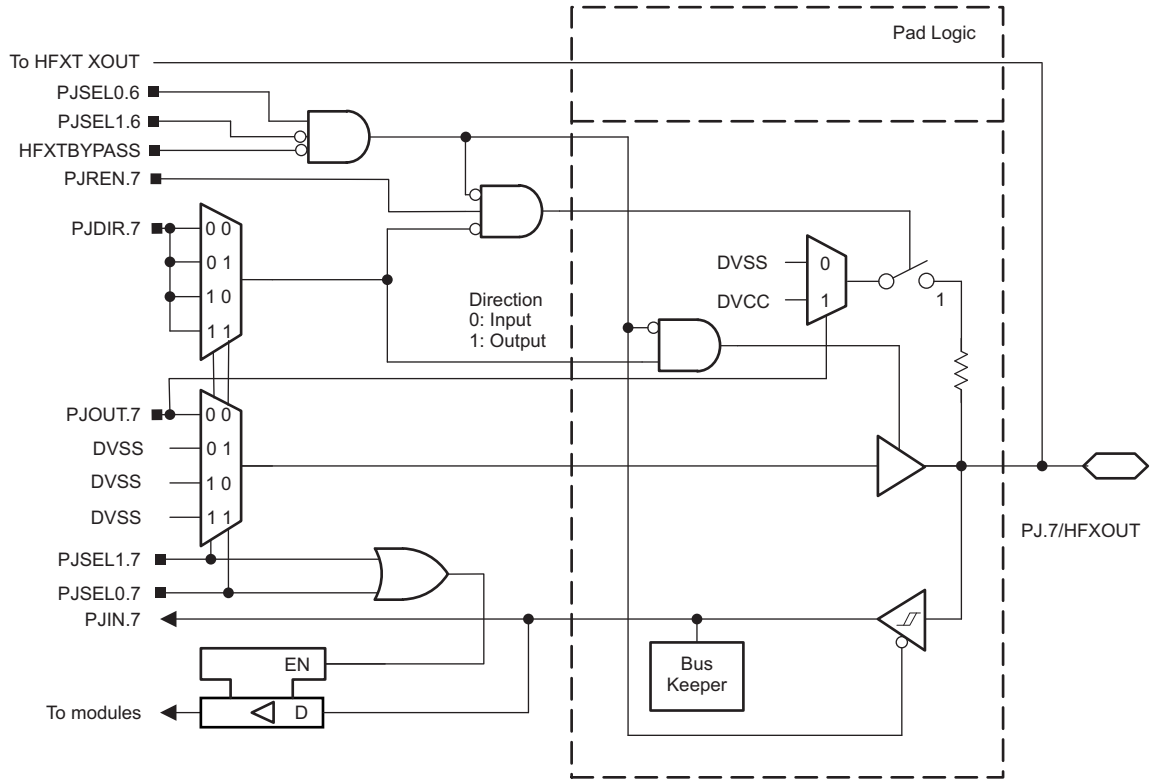 Pad Logic
To HFXT XOUT
PJSEL0.6
PJSEL1.6
HFXTBYPASS
PJREN.7
PJDIR.7
0 0
0 1
1 0
1 1
DVSS
0
DVCC
1
1
Direction
0: Input
1: Output
PJOUT.7
0 0
DVSS
0 1
DVSS
1 0
DVSS
1 1
PJ.7/HFXOUT
PJSEL1.7
PJSEL0.7
PJIN.7
Bus
Keeper
EN
To modules
D